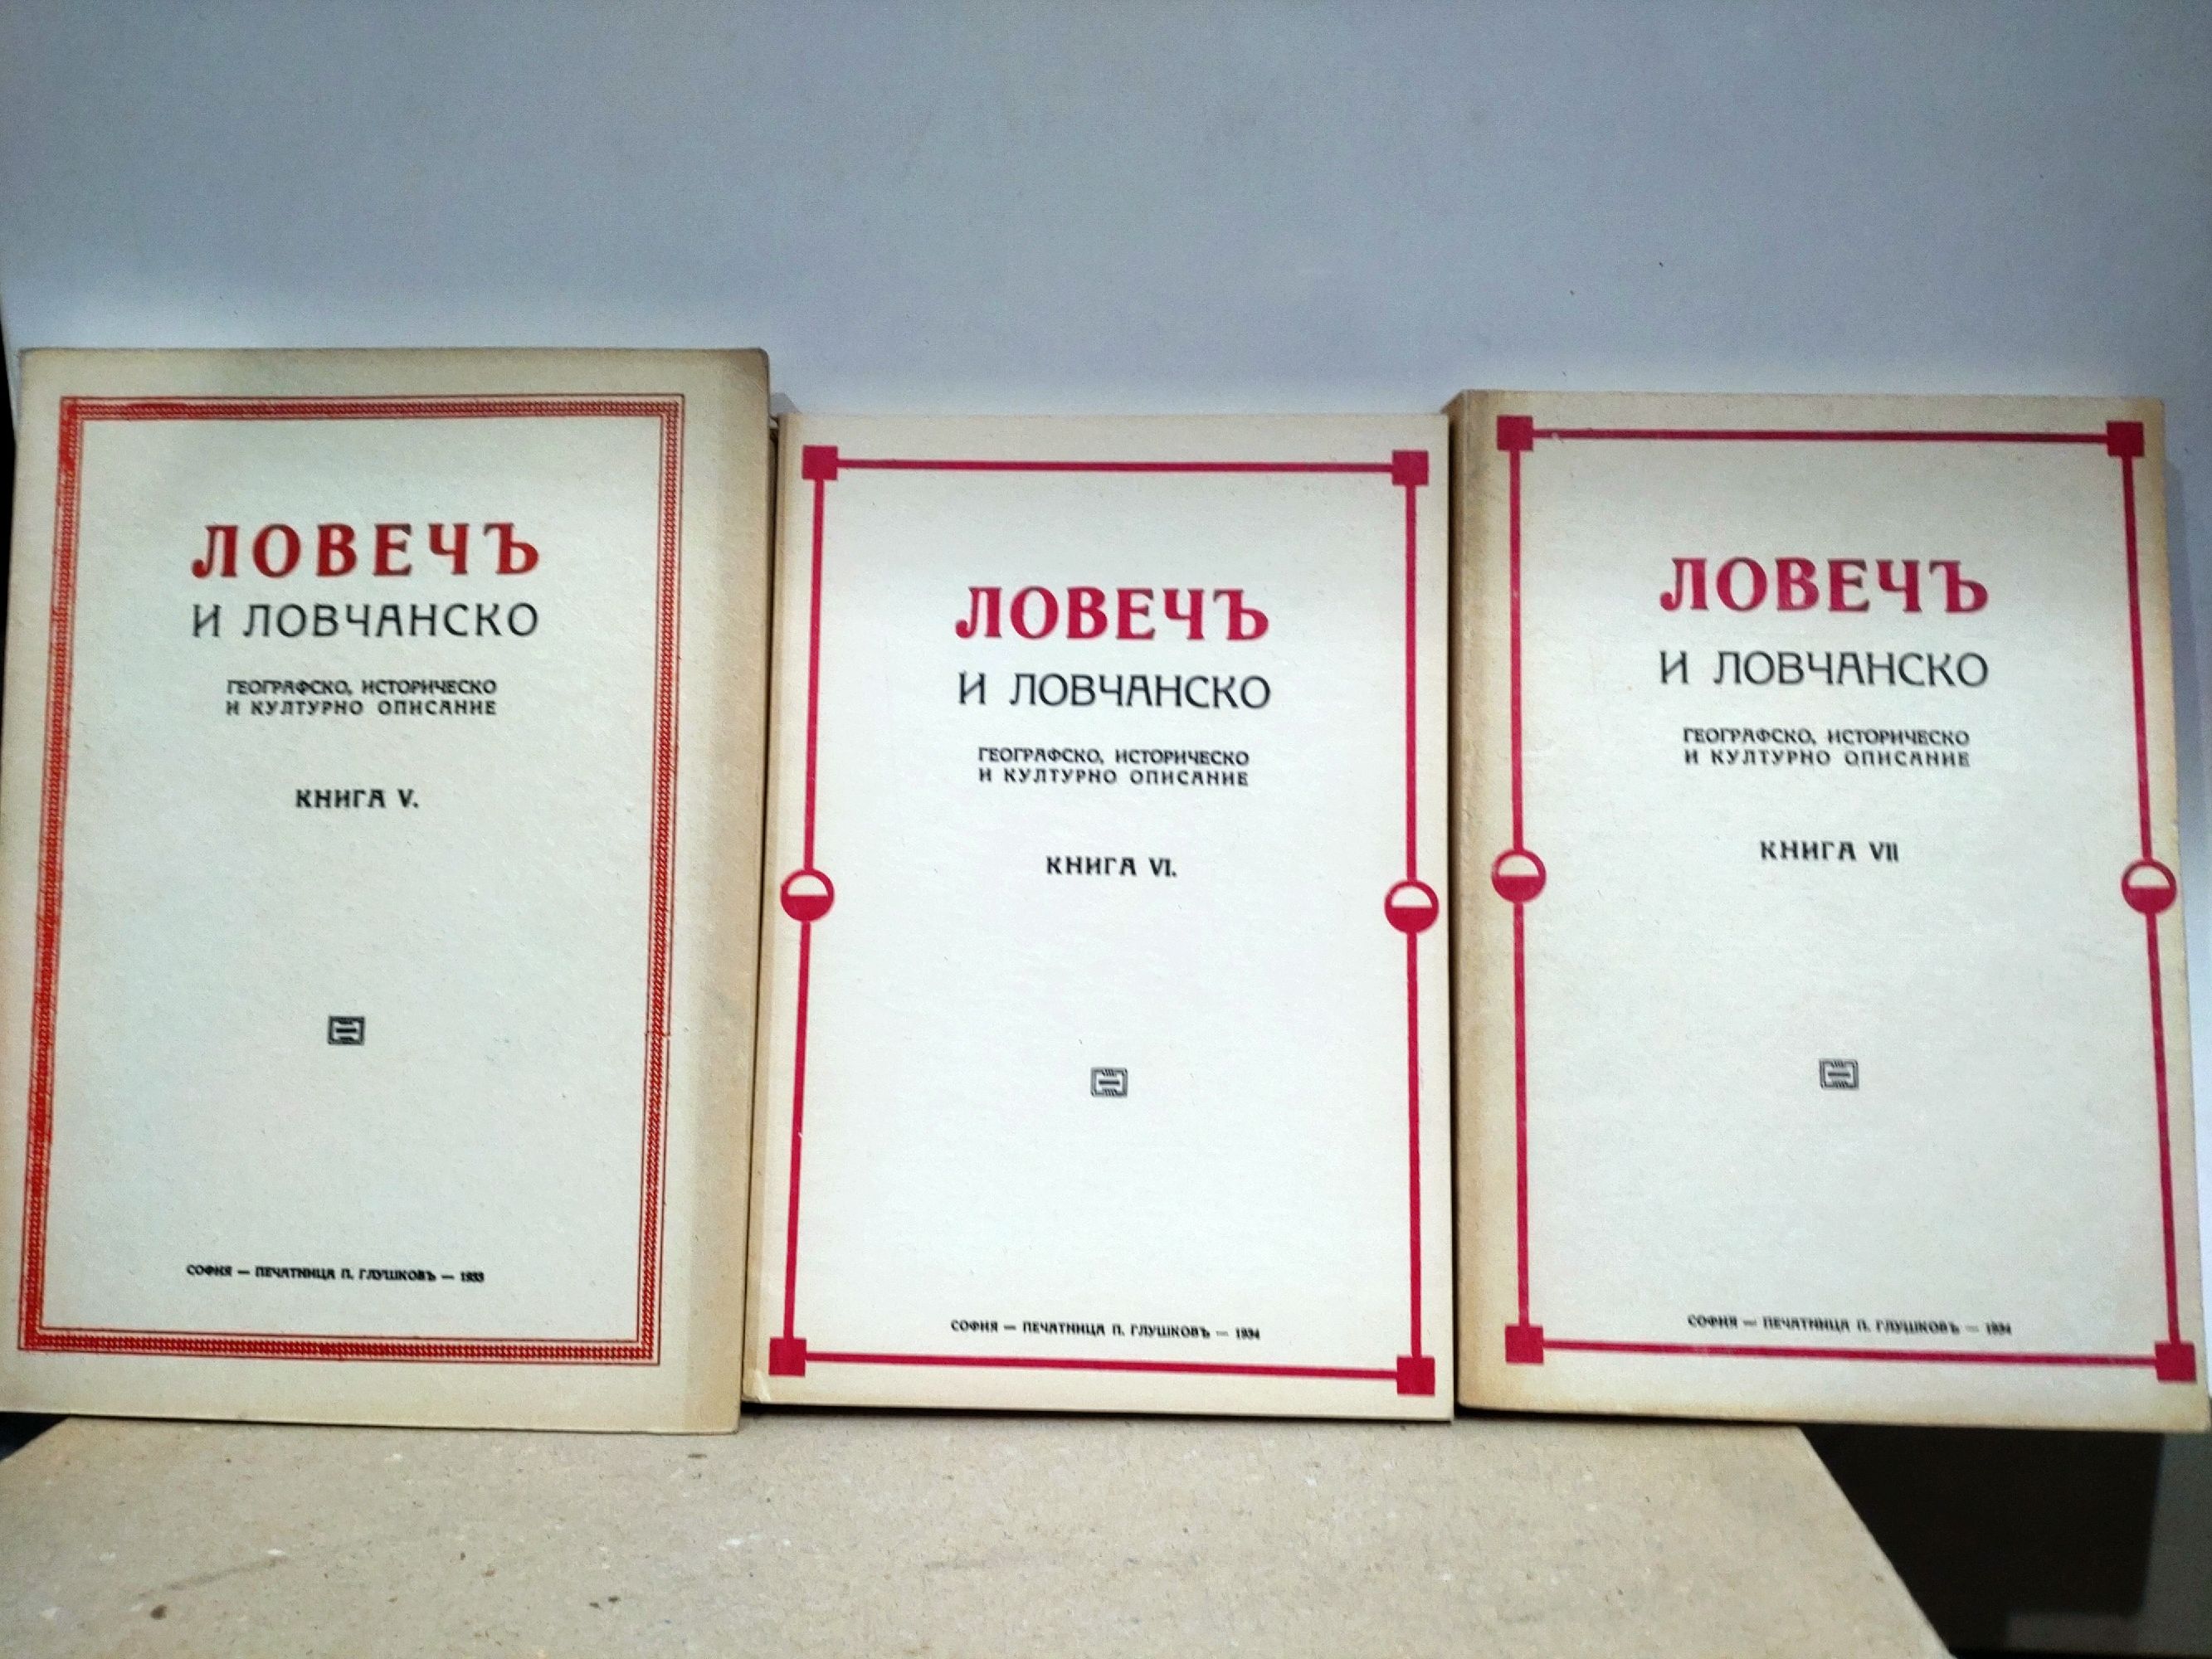 ЛОВЕЧЪ
И ЛОВЧАНСКО
ГЕОГРАФСКО, ИСТОРИЧЕСКО
И КУЛТУРНО ОПИСАНИЕ
КНИГА V.
СОФИЯ — ПЕЧАТНИЦА П. ГЛУШКОВЪ — 1933
ЛОВЕЧЪ
И ЛОВЧАНСКО
ГЕОГРАФСКО, ИСТОРИЧЕСКО
И КУЛТУРНО ОПИСАНИЕ
КНИГА VI.
СОФИЯ — ПЕЧАТНИЦА П. ГЛУШКОВЪ — 1934
ЛОВЕЧЪ
И ЛОВЧАНСКО
ГЕОГРАФСКО, ИСТОРИЧЕСКО
И КУЛТУРНО ОПИСАНИЕ
КНИГА VII
СОФИЯ — ПЕЧАТНИЦА П. ГЛУШКОВЪ — 1934